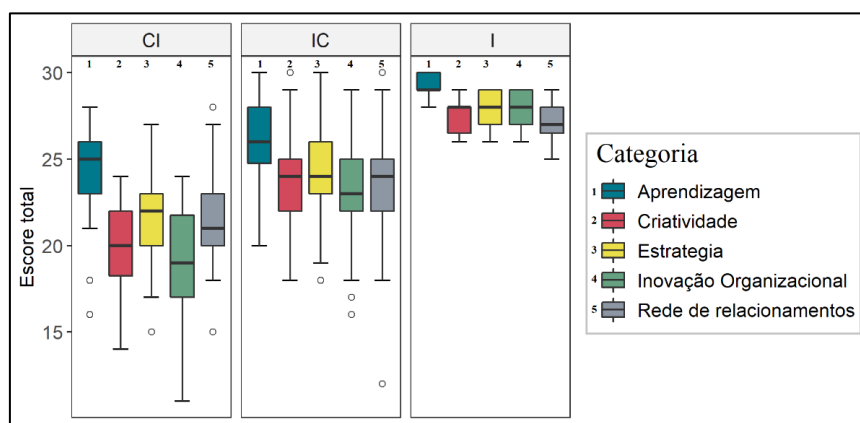 CI IC I
1 2 3 4 5 1 2 3 4 5 1 2 3 4 5
30
25
20
15
Escore total
Categoria
1 Aprendizagem
2 Criatividade
3 Estrategia
4 Inovação Organizacional
5 Rede de relacionamentos